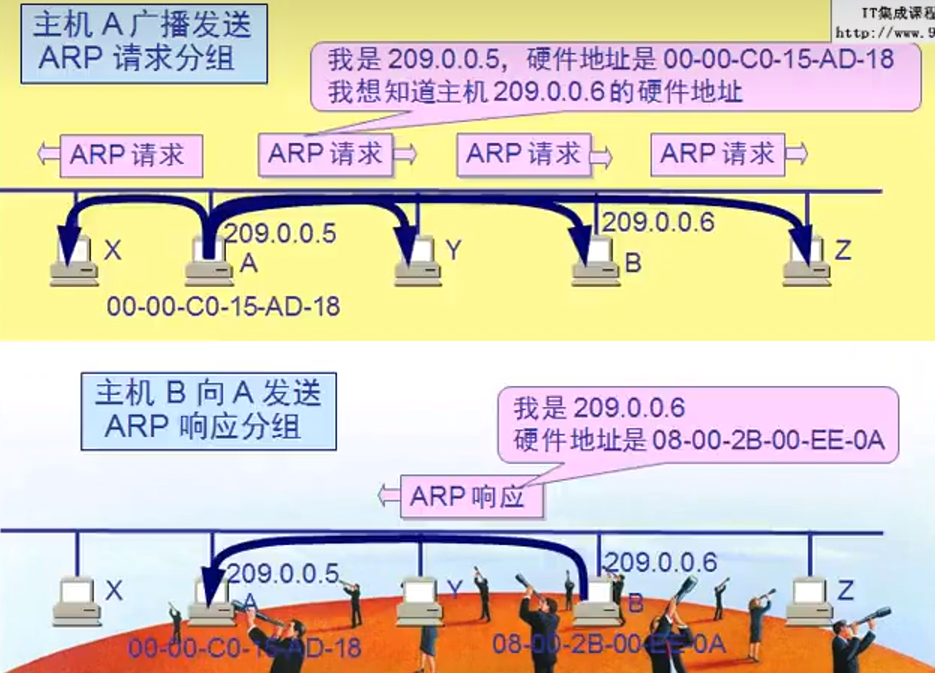 IT集成课程
http://www.9
主机 A 广播发送
ARP 请求分组
我是 209.0.0.5，硬件地址是 00-00-C0-15-AD-18
我想知道主机 209.0.0.6 的硬件地址
ARP 请求
ARP 请求
ARP 请求
ARP 请求
209.0.0.5
209.0.0.6
X
A
Y
B
Z
00-00-C0-15-AD-18
主机 B 向 A 发送
ARP 响应分组
我是 209.0.0.6
硬件地址是 08-00-2B-00-EE-0A
ARP 响应
209.0.0.5
209.0.0.6
X
A
Y
B
Z
00-00-C0-15-AD-18
08-00-2B-00-EE-0A